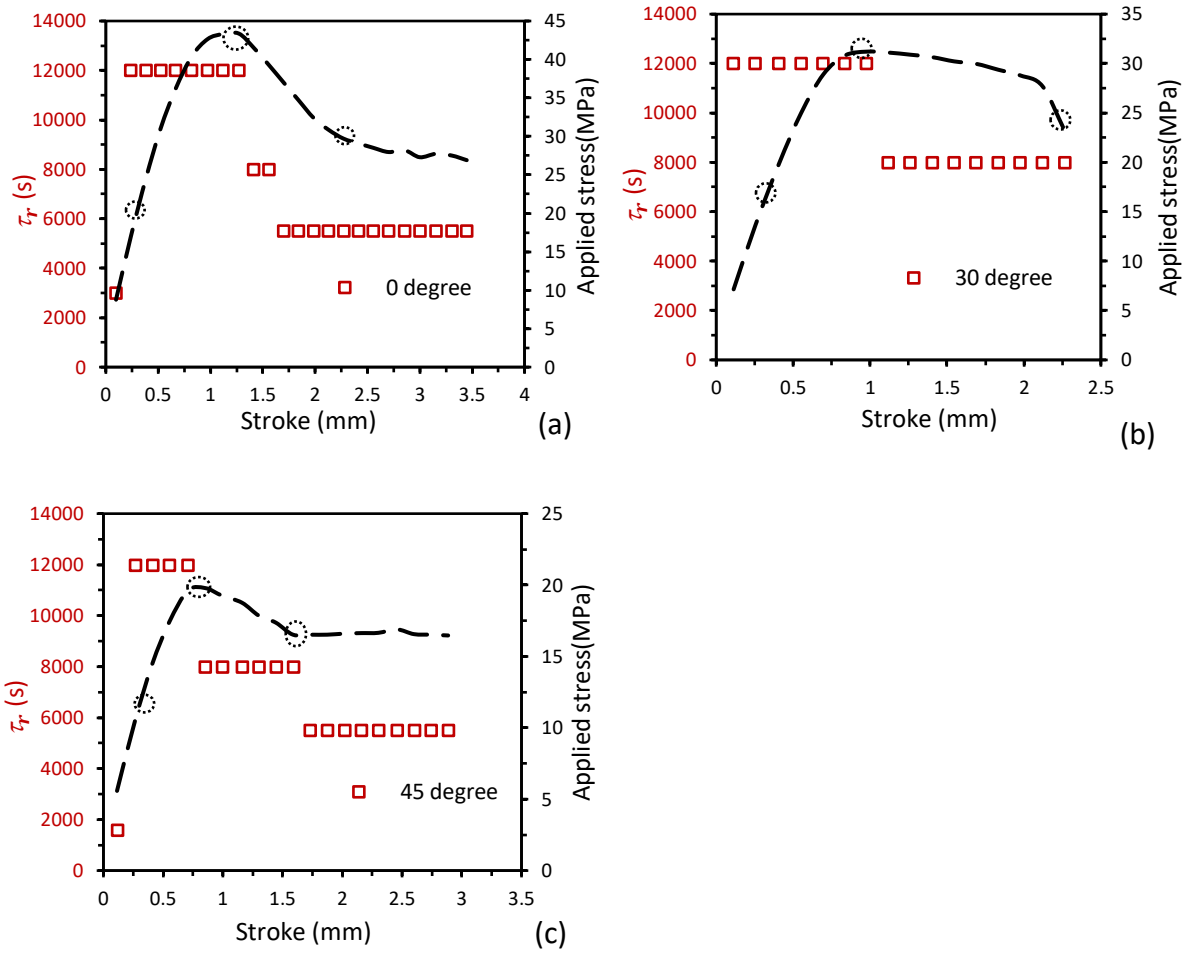 14000
12000
10000
8000
6000
4000
2000
0
τr (s)
45
40
35
30
25
20
15
10
5
0
Applied stress(MPa)
0 degree
0 0.5 1 1.5 2 2.5 3 3.5 4
Stroke (mm)
(a)
14000
12000
10000
8000
6000
4000
2000
0
τr (s)
35
30
25
20
15
10
5
0
Applied stress(MPa)
30 degree
0 0.5 1 1.5 2 2.5
Stroke (mm)
(b)
14000
12000
10000
8000
6000
4000
2000
0
τr (s)
25
20
15
10
5
0
Applied stress(MPa)
45 degree
0 0.5 1 1.5 2 2.5 3 3.5
Stroke (mm)
(c)